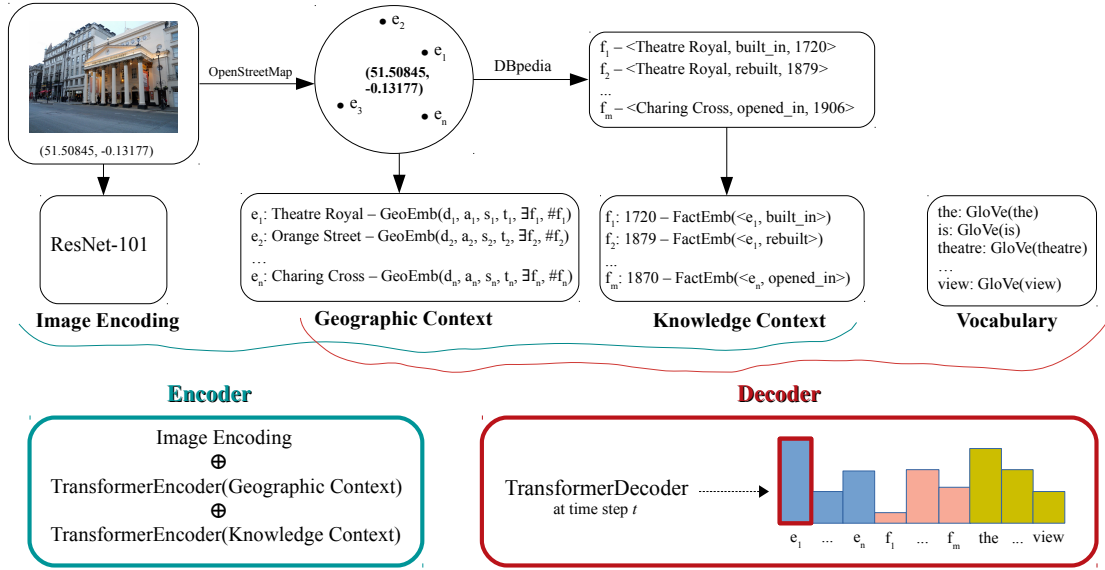 (51.50845, -0.13177)
OpenStreetMap
e2
e1
(51.50845,
-0.13177)
e3
en
DBpedia
f1 – <Theatre Royal, built_in, 1720>
f2 – <Theatre Royal, rebuilt, 1879>
...
fm – <Charing Cross, opened_in, 1906>
ResNet-101
Image Encoding
e1: Theatre Royal – GeoEmb(d1, a1, s1, t1, ∃f1, #f1)
e2: Orange Street – GeoEmb(d2, a2, s2, t2, ∃f2, #f2)
…
en: Charing Cross – GeoEmb(dn, an, sn, tn, ∃fn, #fn)
Geographic Context
f1: 1720 – FactEmb(<e1, built_in>)
f2: 1879 – FactEmb(<e1, rebuilt>)
...
fm: 1870 – FactEmb(<en, opened_in>)
Knowledge Context
the: GloVe(the)
is: GloVe(is)
theatre: GloVe(theatre)
…
view: GloVe(view)
Vocabulary
Encoder
Image Encoding
⊕
TransformerEncoder(Geographic Context)
⊕
TransformerEncoder(Knowledge Context)
Decoder
TransformerDecoder
at time step t
e1 ... en f1 ... fm the ... view